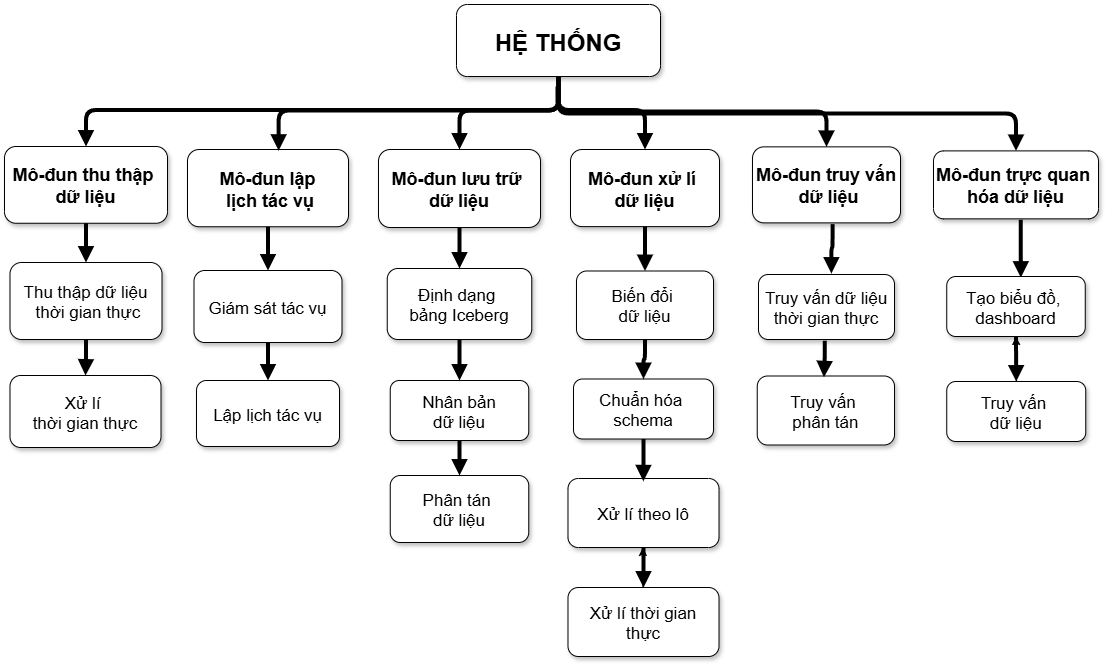 HỆ THỐNG
Mô-đun thu thập
dữ liệu
Thu thập dữ liệu
thời gian thực
Xử lí
thời gian thực
Mô-đun lập
lịch tác vụ
Giám sát tác vụ
Lập lịch tác vụ
Mô-đun lưu trữ
dữ liệu
Định dạng
bảng Iceberg
Nhân bản
dữ liệu
Phân tán
dữ liệu
Mô-đun xử lí
dữ liệu
Biến đổi
dữ liệu
Chuẩn hóa
schema
Xử lí theo lô
Xử lí thời gian
thực
Mô-đun truy vấn
dữ liệu
Truy vấn dữ liệu
thời gian thực
Truy vấn
phân tán
Mô-đun trực quan
hóa dữ liệu
Tạo biểu đồ,
dashboard
Truy vấn
dữ liệu